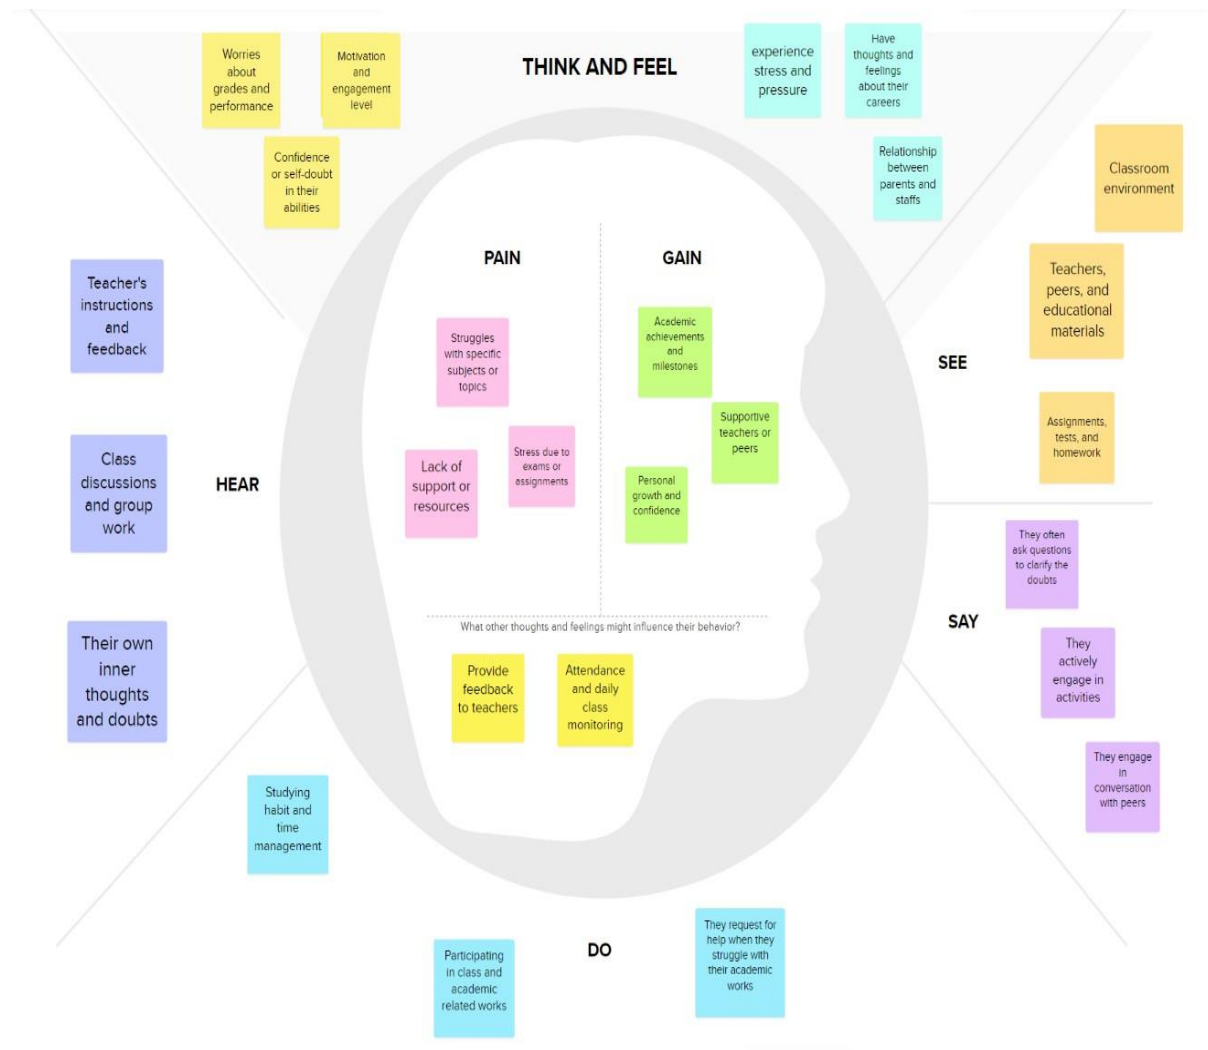 THINK AND FEEL
Worries
about
grades and
performance
Motivation
and
engagement
level
Confidence
or self-doubt
in their
abilities
experience
stress and
pressure
Have
thoughts and
feelings
about their
careers
Relationship
between
parents and
staffs
Classroom
environment
Teachers,
peers, and
educational
materials
SEE
Assignments,
tests, and
homework
Teacher's
instructions
and
feedback
Class
discussions
and group
work
HEAR
Their own
inner
thoughts
and doubts
PAIN
Struggles
with specific
subjects or
topics
Lack of
support or
resources
Stress due to
exams or
assignments
GAIN
Academic
achievements
and
milestones
Supportive
teachers or
peers
Personal
growth and
confidence
What other thoughts and feelings might influence their behavior?
Provide
feedback
to teachers
Attendance
and daily
class
monitoring
They often
ask questions
to clarify the
doubts
SAY
They
actively
engage in
activities
They engage
in
conversation
with peers
Studying
habit and
time
management
DO
Participating
in class and
academic
related works
They request for
help when they
struggle with
their academic
works